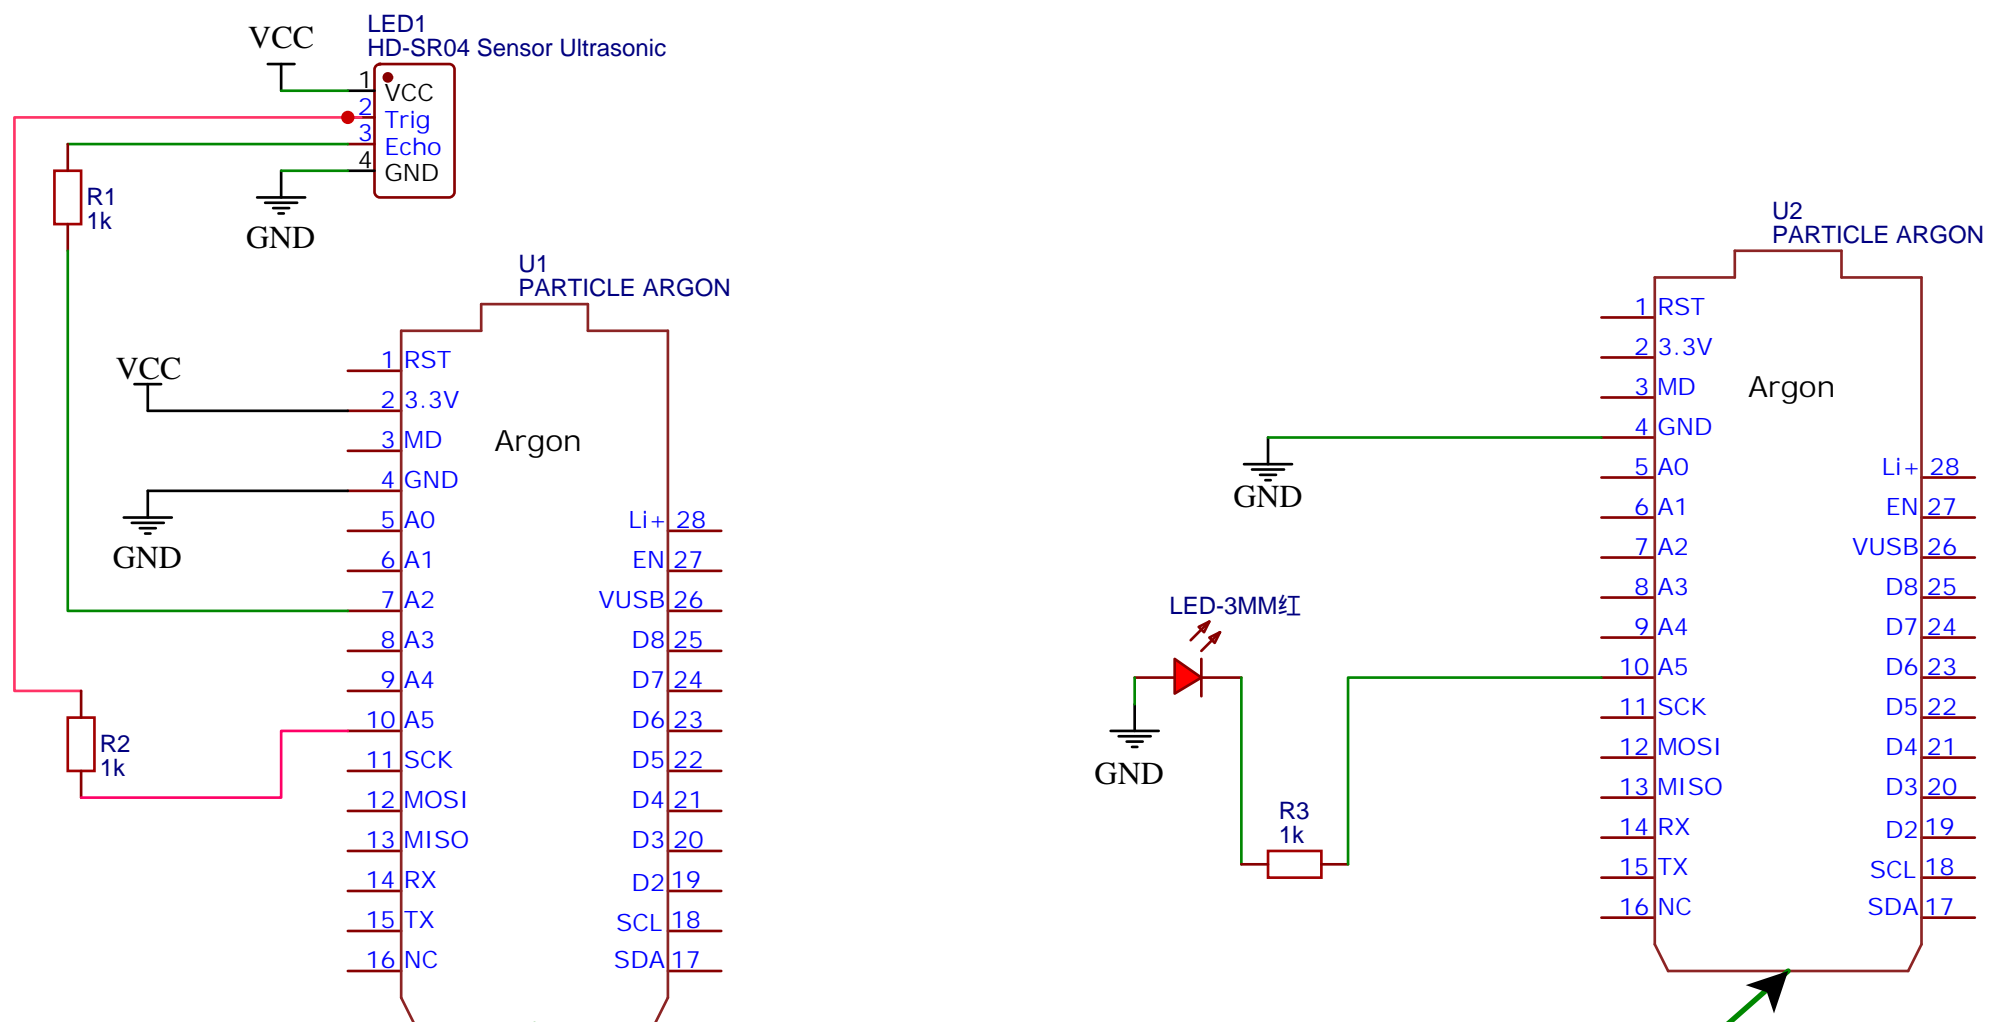 LED1
HD-SR04 Sensor Ultrasonic
VCC
1
VCC
2
Trig
3
Echo
4
GND
GND
R1
1k
U1
PARTICLE ARGON
Argon
VCC
GND
1 RST
2 3.3V
3 MD
4 GND
5 A0
6 A1
7 A2
8 A3
9 A4
10 A5
11 SCK
12 MOSI
13 MISO
14 RX
15 TX
16 NC
Li+ 28
EN 27
VUSB 26
D8 25
D7 24
D6 23
D5 22
D4 21
D3 20
D2 19
SCL 18
SDA 17
R2
1k
U2
PARTICLE ARGON
Argon
1 RST
2 3.3V
3 MD
4 GND
5 A0
6 A1
7 A2
8 A3
9 A4
10 A5
11 SCK
12 MOSI
13 MISO
14 RX
15 TX
16 NC
Li+ 28
EN 27
VUSB 26
D8 25
D7 24
D6 23
D5 22
D4 21
D3 20
D2 19
SCL 18
SDA 17
GND
LED-3MM红
GND
R3
1k